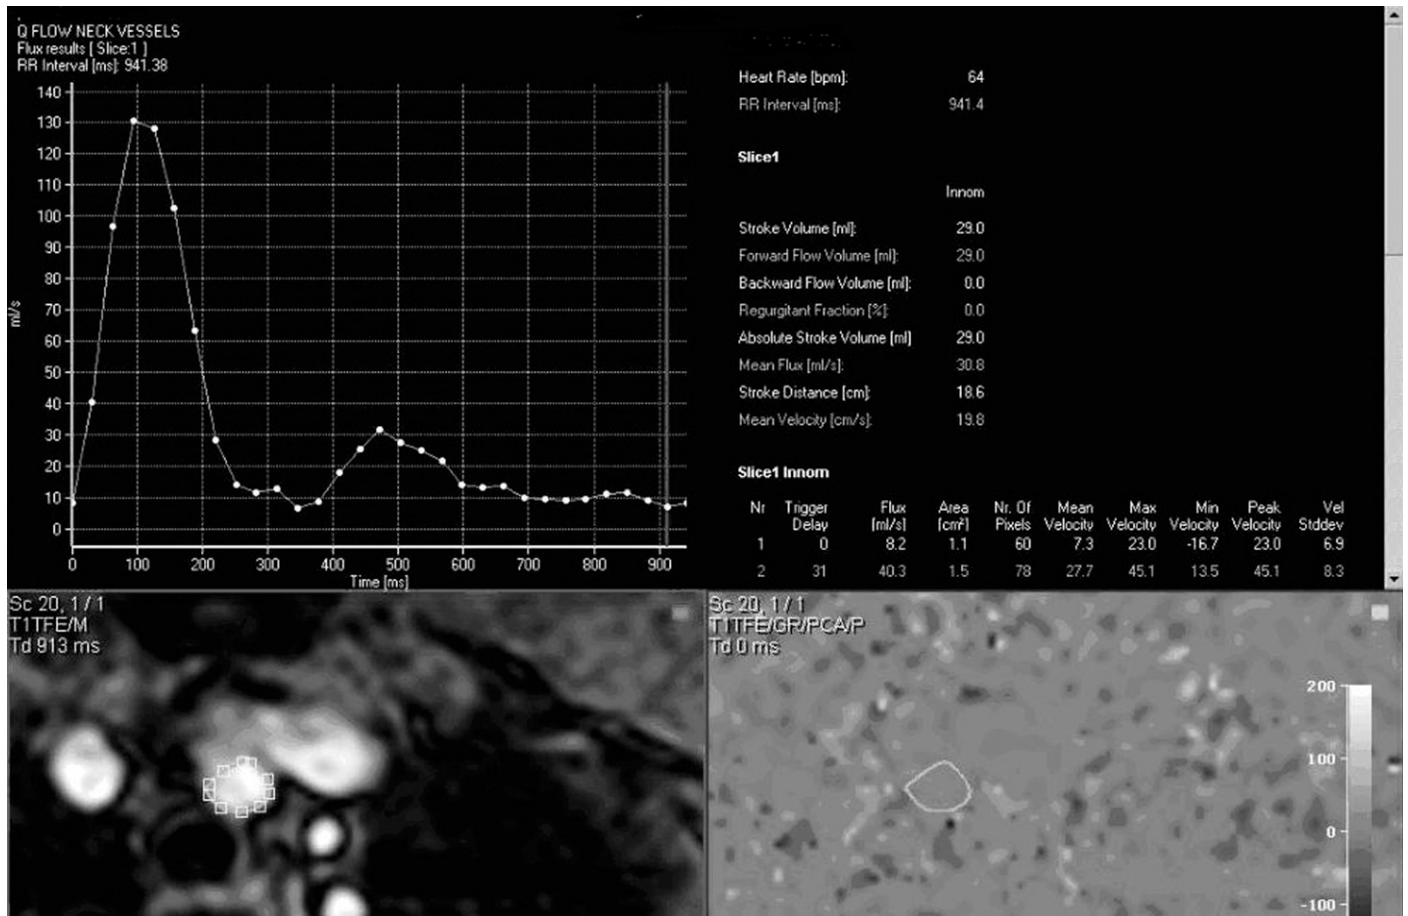 Q FLOW NECK VESSELS
Flux results [ Slice:1 ]
RR Interval [ms]: 941.38
140
130
120
110
100
90
80
70
60
50
40
30
20
10
0
ml/s
100 200 300 400 500 600 700 800 900
Time [ms]
Heart Rate [bpm]: 64
RR Interval [ms]: 941.4
Slice1
Innom
Stroke Volume [ml]: 29.0
Forward Flow Volume [ml]: 29.0
Backward Flow Volume [ml]: 0.0
Regurgitant Fraction [%]: 0.0
Absolute Stroke Volume [ml] 29.0
Mean Flux [ml/s]: 30.8
Stroke Distance [cm]: 18.6
Mean Velocity [cm/s]: 19.8
Slice1 Innom
Nr Trigger Flux Area Nr. Of Mean Max Min Peak Vel
Delay [ml/s] [cm²] Pixels Velocity Velocity Velocity Velocity Stddev
1 0 8.2 1.1 60 7.3 23.0 -16.7 23.0 6.9
2 31 40.3 1.5 78 27.7 45.1 13.5 45.1 8.3
Sc 20, 1 / 1
T1TFE/M
Td 913 ms
Sc 20, 1 / 1
T1TFE/GR/PCA/P
Td 0 ms
200
100
0
-100